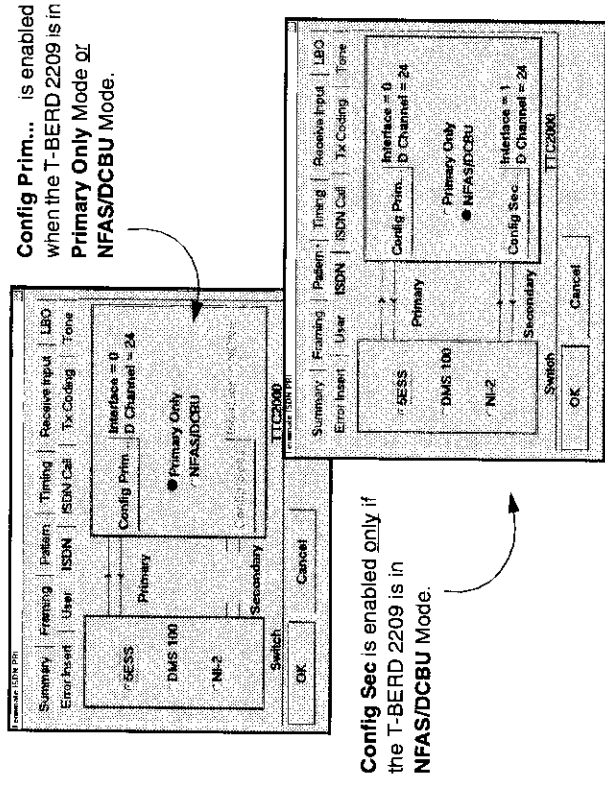 Config Prim... is enabled
when the T-BERD 2209 is in
Primary Only Mode or
NFAS/DCBU Mode.
Summary Framing Pattern Timing Receive Input LBO
Error Insert User ISDN ISDN Call Tx Coding Tone
5ESS
DMS 100
NI-2
Switch
Primary
Secondary
Config Prim... Interface = 0
D Channel = 24
Primary Only
NFAS/DCBU
TTC2000
OK Cancel
Config Sec is enabled only if
the T-BERD 2209 is in
NFAS/DCBU Mode.
Summary Framing Pattern Timing Receive Input LBO
Error Insert User ISDN ISDN Call Tx Coding Tone
5ESS
DMS 100
NI-2
Switch
Primary
Secondary
Config Prim... Interface = 0
D Channel = 24
Primary Only
NFAS/DCBU
Config Sec... Interface = 1
D Channel = 24
TTC2000
OK Cancel